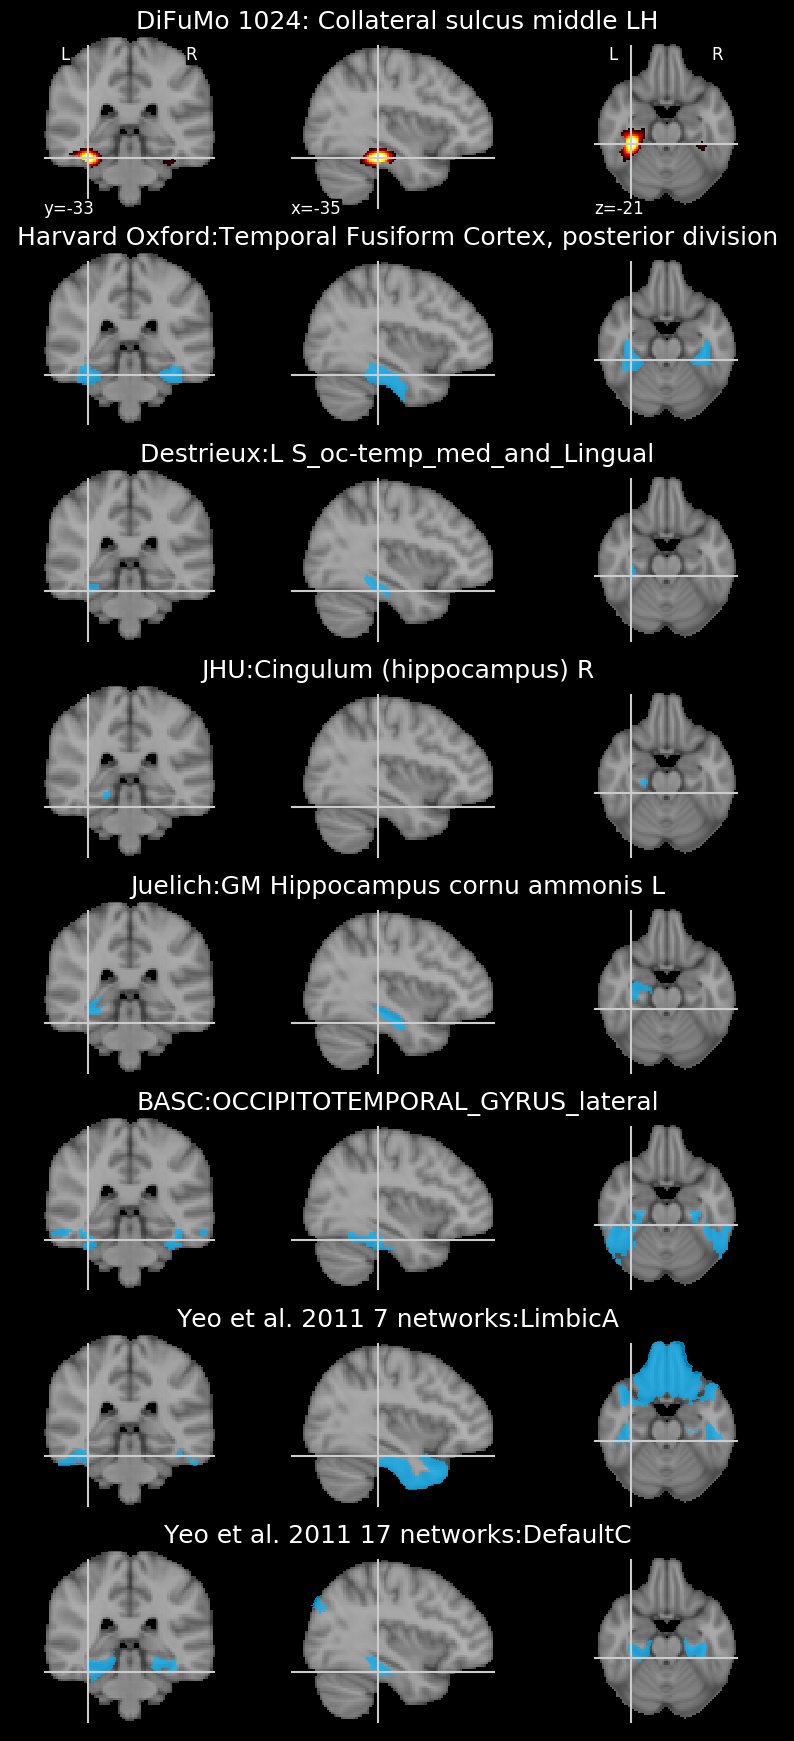 DiFuMo 1024: Collateral sulcus middle LH
L R L R
y=-33 x=-35 z=-21
Harvard Oxford:Temporal Fusiform Cortex, posterior division
Destrieux:L S_oc-temp_med_and_Lingual
JHU:Cingulum (hippocampus) R
Juelich:GM Hippocampus cornu ammonis L
BASC:OCCIPITOTEMPORAL_GYRUS_lateral
Yeo et al. 2011 7 networks:LimbicA
Yeo et al. 2011 17 networks:DefaultC